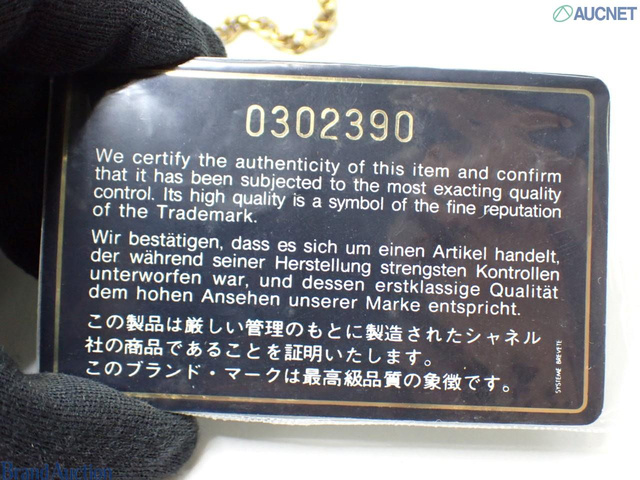 AUCNET
0302390
We certify the authenticity of this item and confirm
that it has been subjected to the most exacting quality
control. Its high quality is a symbol of the fine reputation
of the Trademark.
Wir bestätigen, dass es sich um einen Artikel handelt,
der während seiner Herstellung strengsten Kontrollen
unterworfen war, und dessen erstklassige Qualität
dem hohen Ansehen unserer Marke entspricht.
この製品は厳しい管理のもとに製造されたシャネル
社の商品であることを証明いたします。
このブランド・マークは最高級品質の象徴です。
SYSTEME BREVETE
Brand Auction